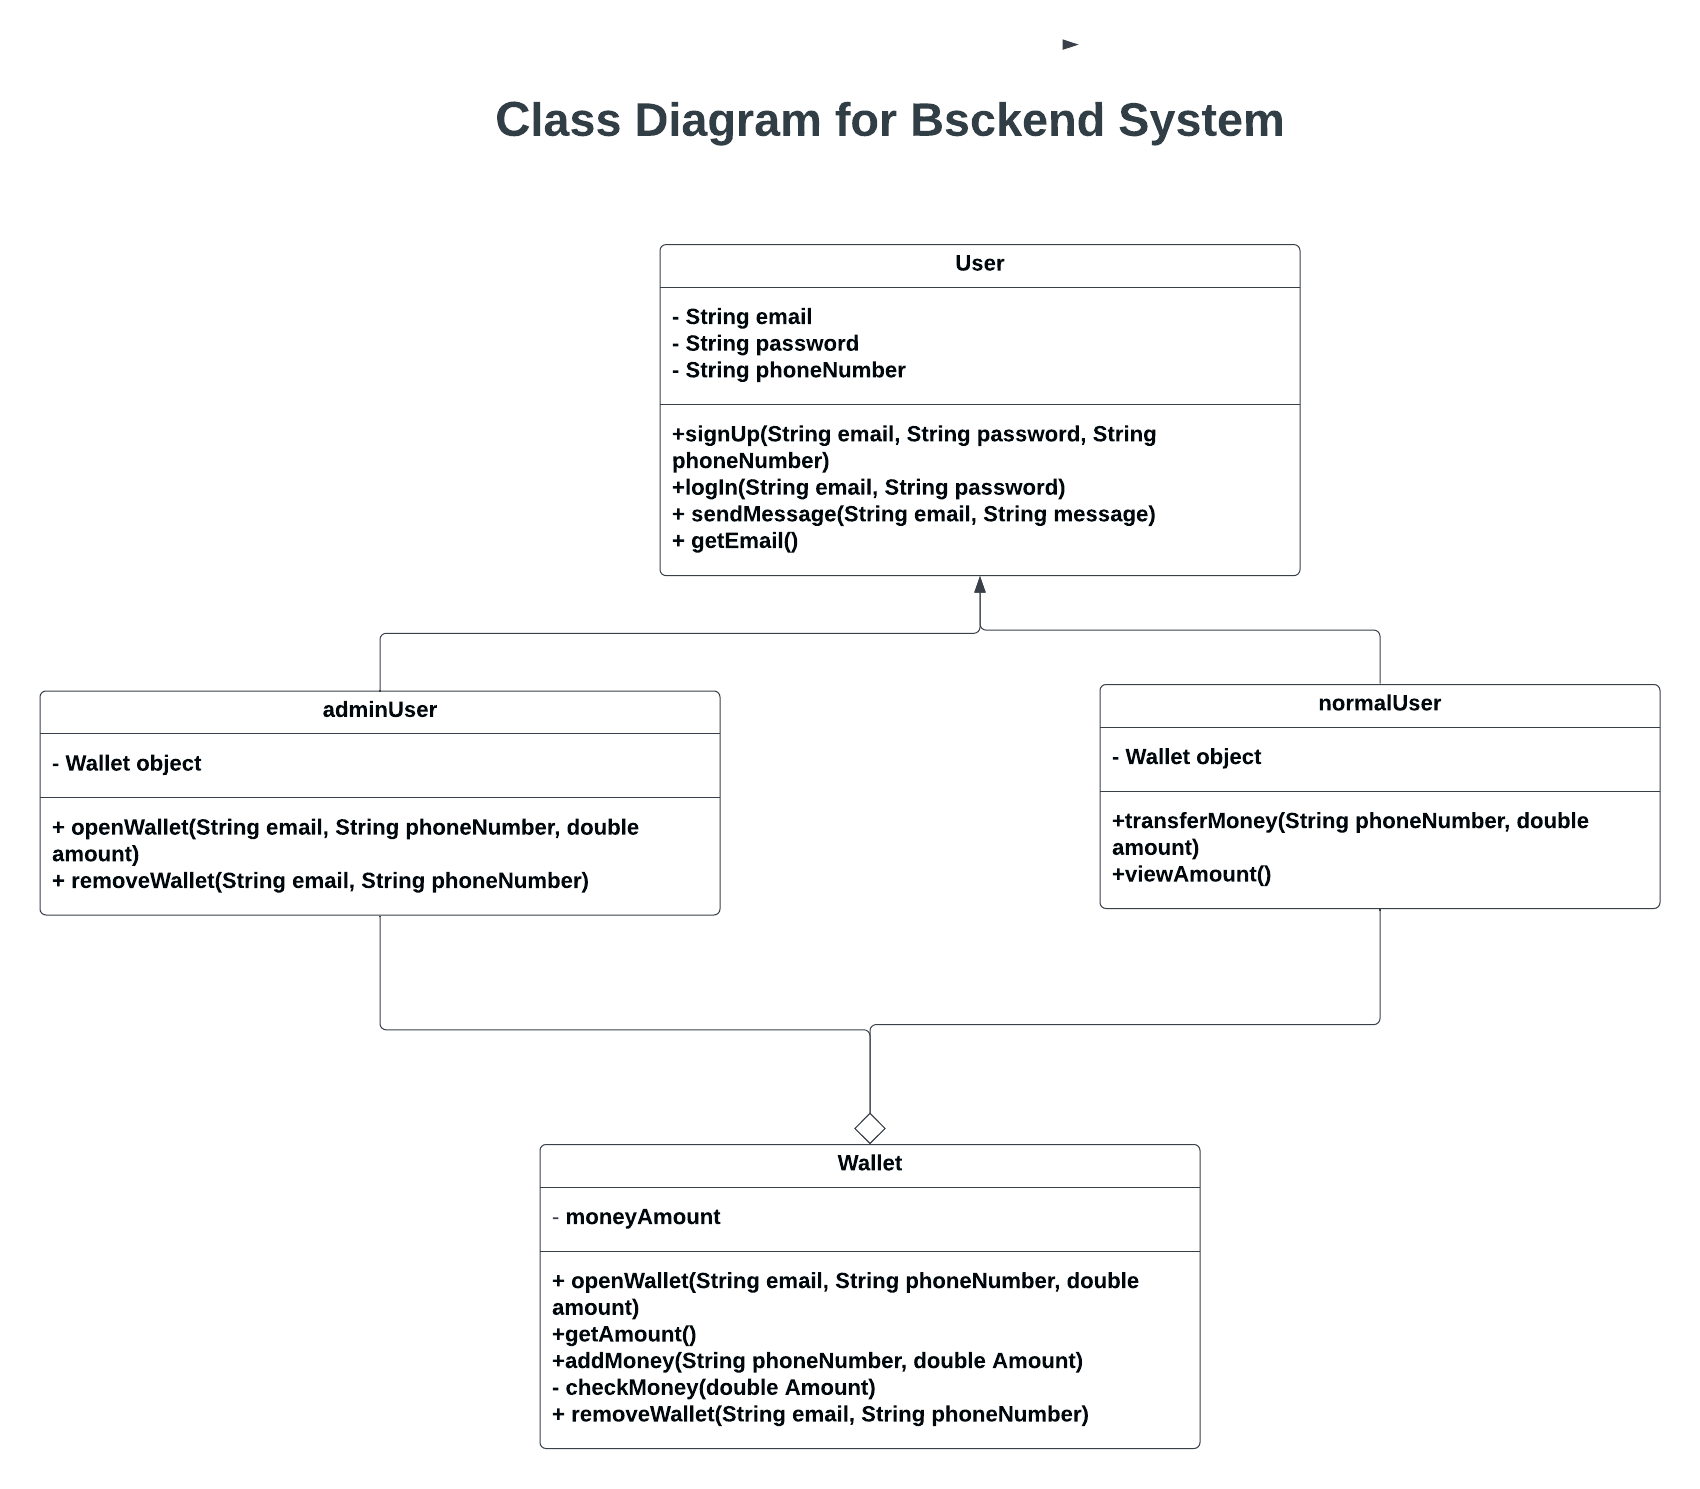 Class Diagram for Bsckend System
User
- String email
- String password
- String phoneNumber
+signUp(String email, String password, String
phoneNumber)
+logIn(String email, String password)
+ sendMessage(String email, String message)
+ getEmail()
adminUser
- Wallet object
+ openWallet(String email, String phoneNumber, double
amount)
+ removeWallet(String email, String phoneNumber)
normalUser
- Wallet object
+transferMoney(String phoneNumber, double
amount)
+viewAmount()
Wallet
- moneyAmount
+ openWallet(String email, String phoneNumber, double
amount)
+getAmount()
+addMoney(String phoneNumber, double Amount)
- checkMoney(double Amount)
+ removeWallet(String email, String phoneNumber)